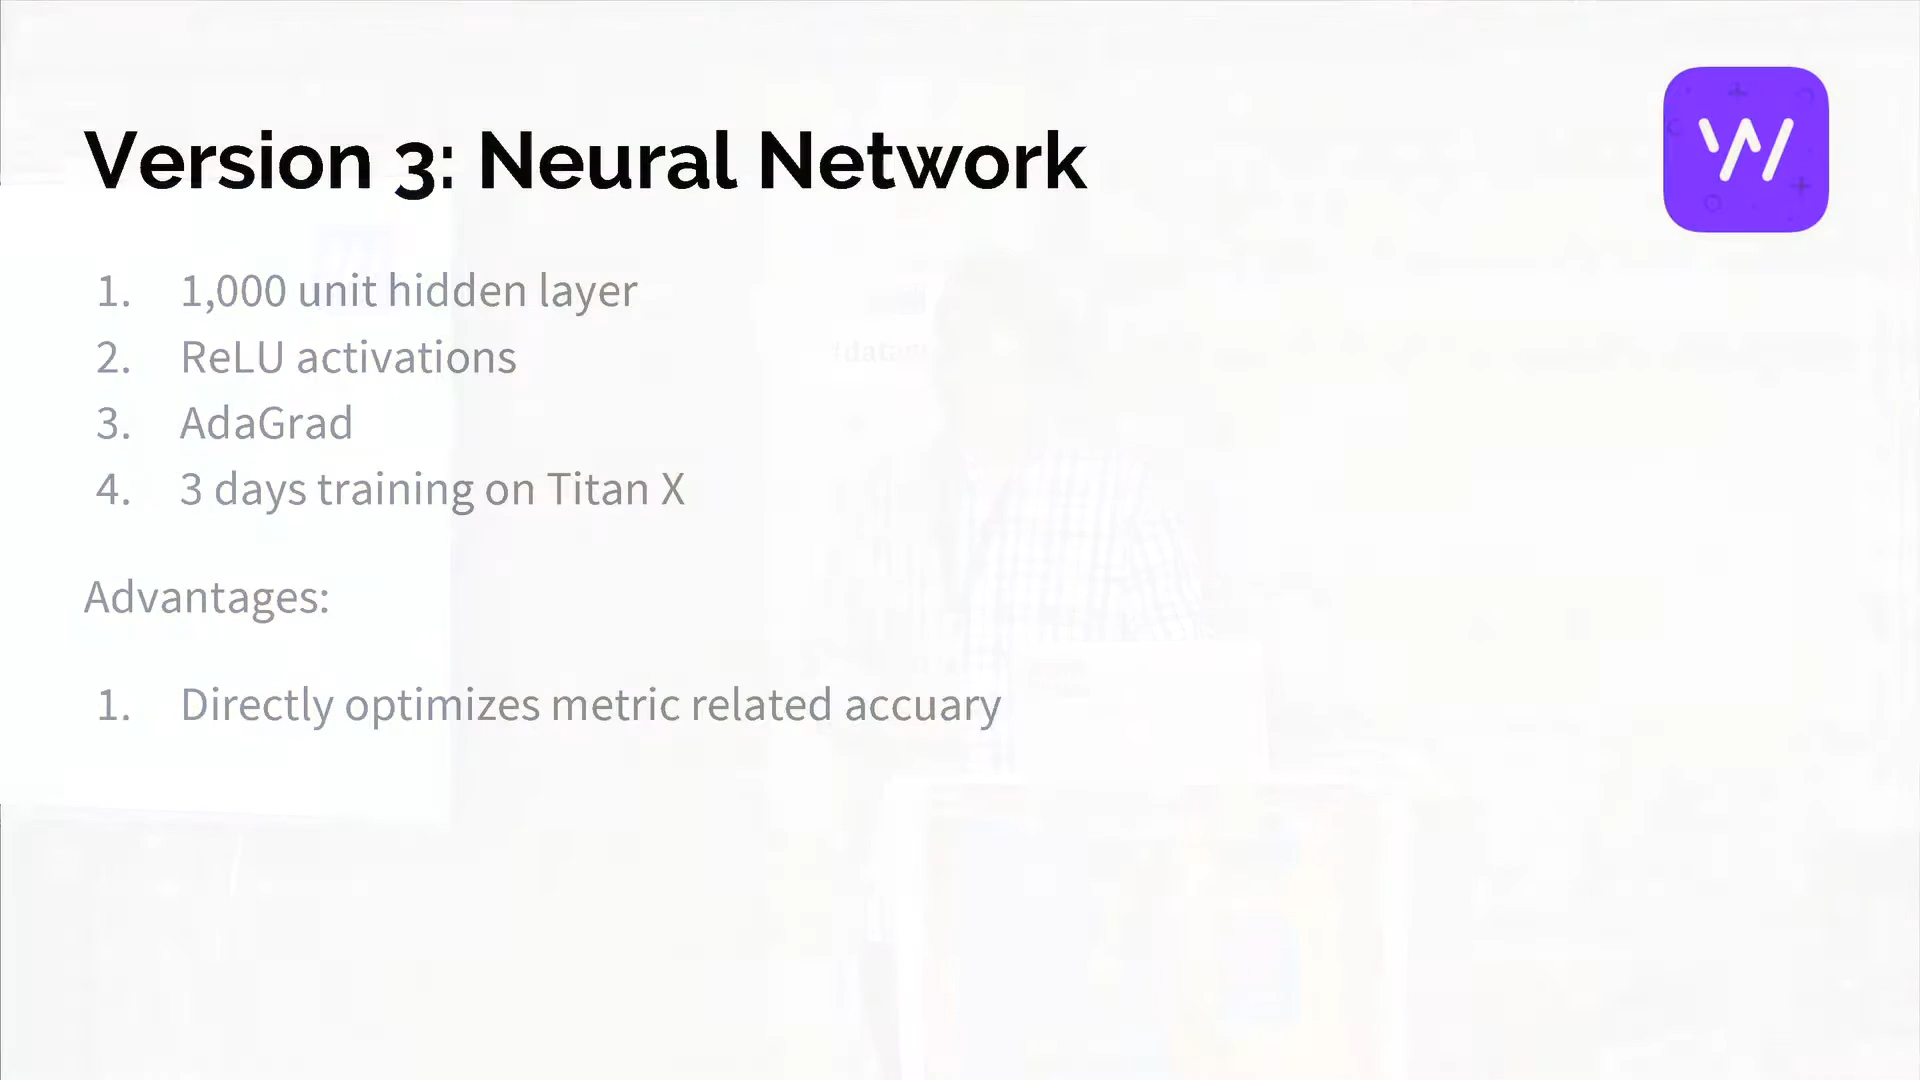 Version 3: Neural Network
1. 1,000 unit hidden layer
2. ReLU activations
3. AdaGrad
4. 3 days training on Titan X
Advantages:
1. Directly optimizes metric related accuary